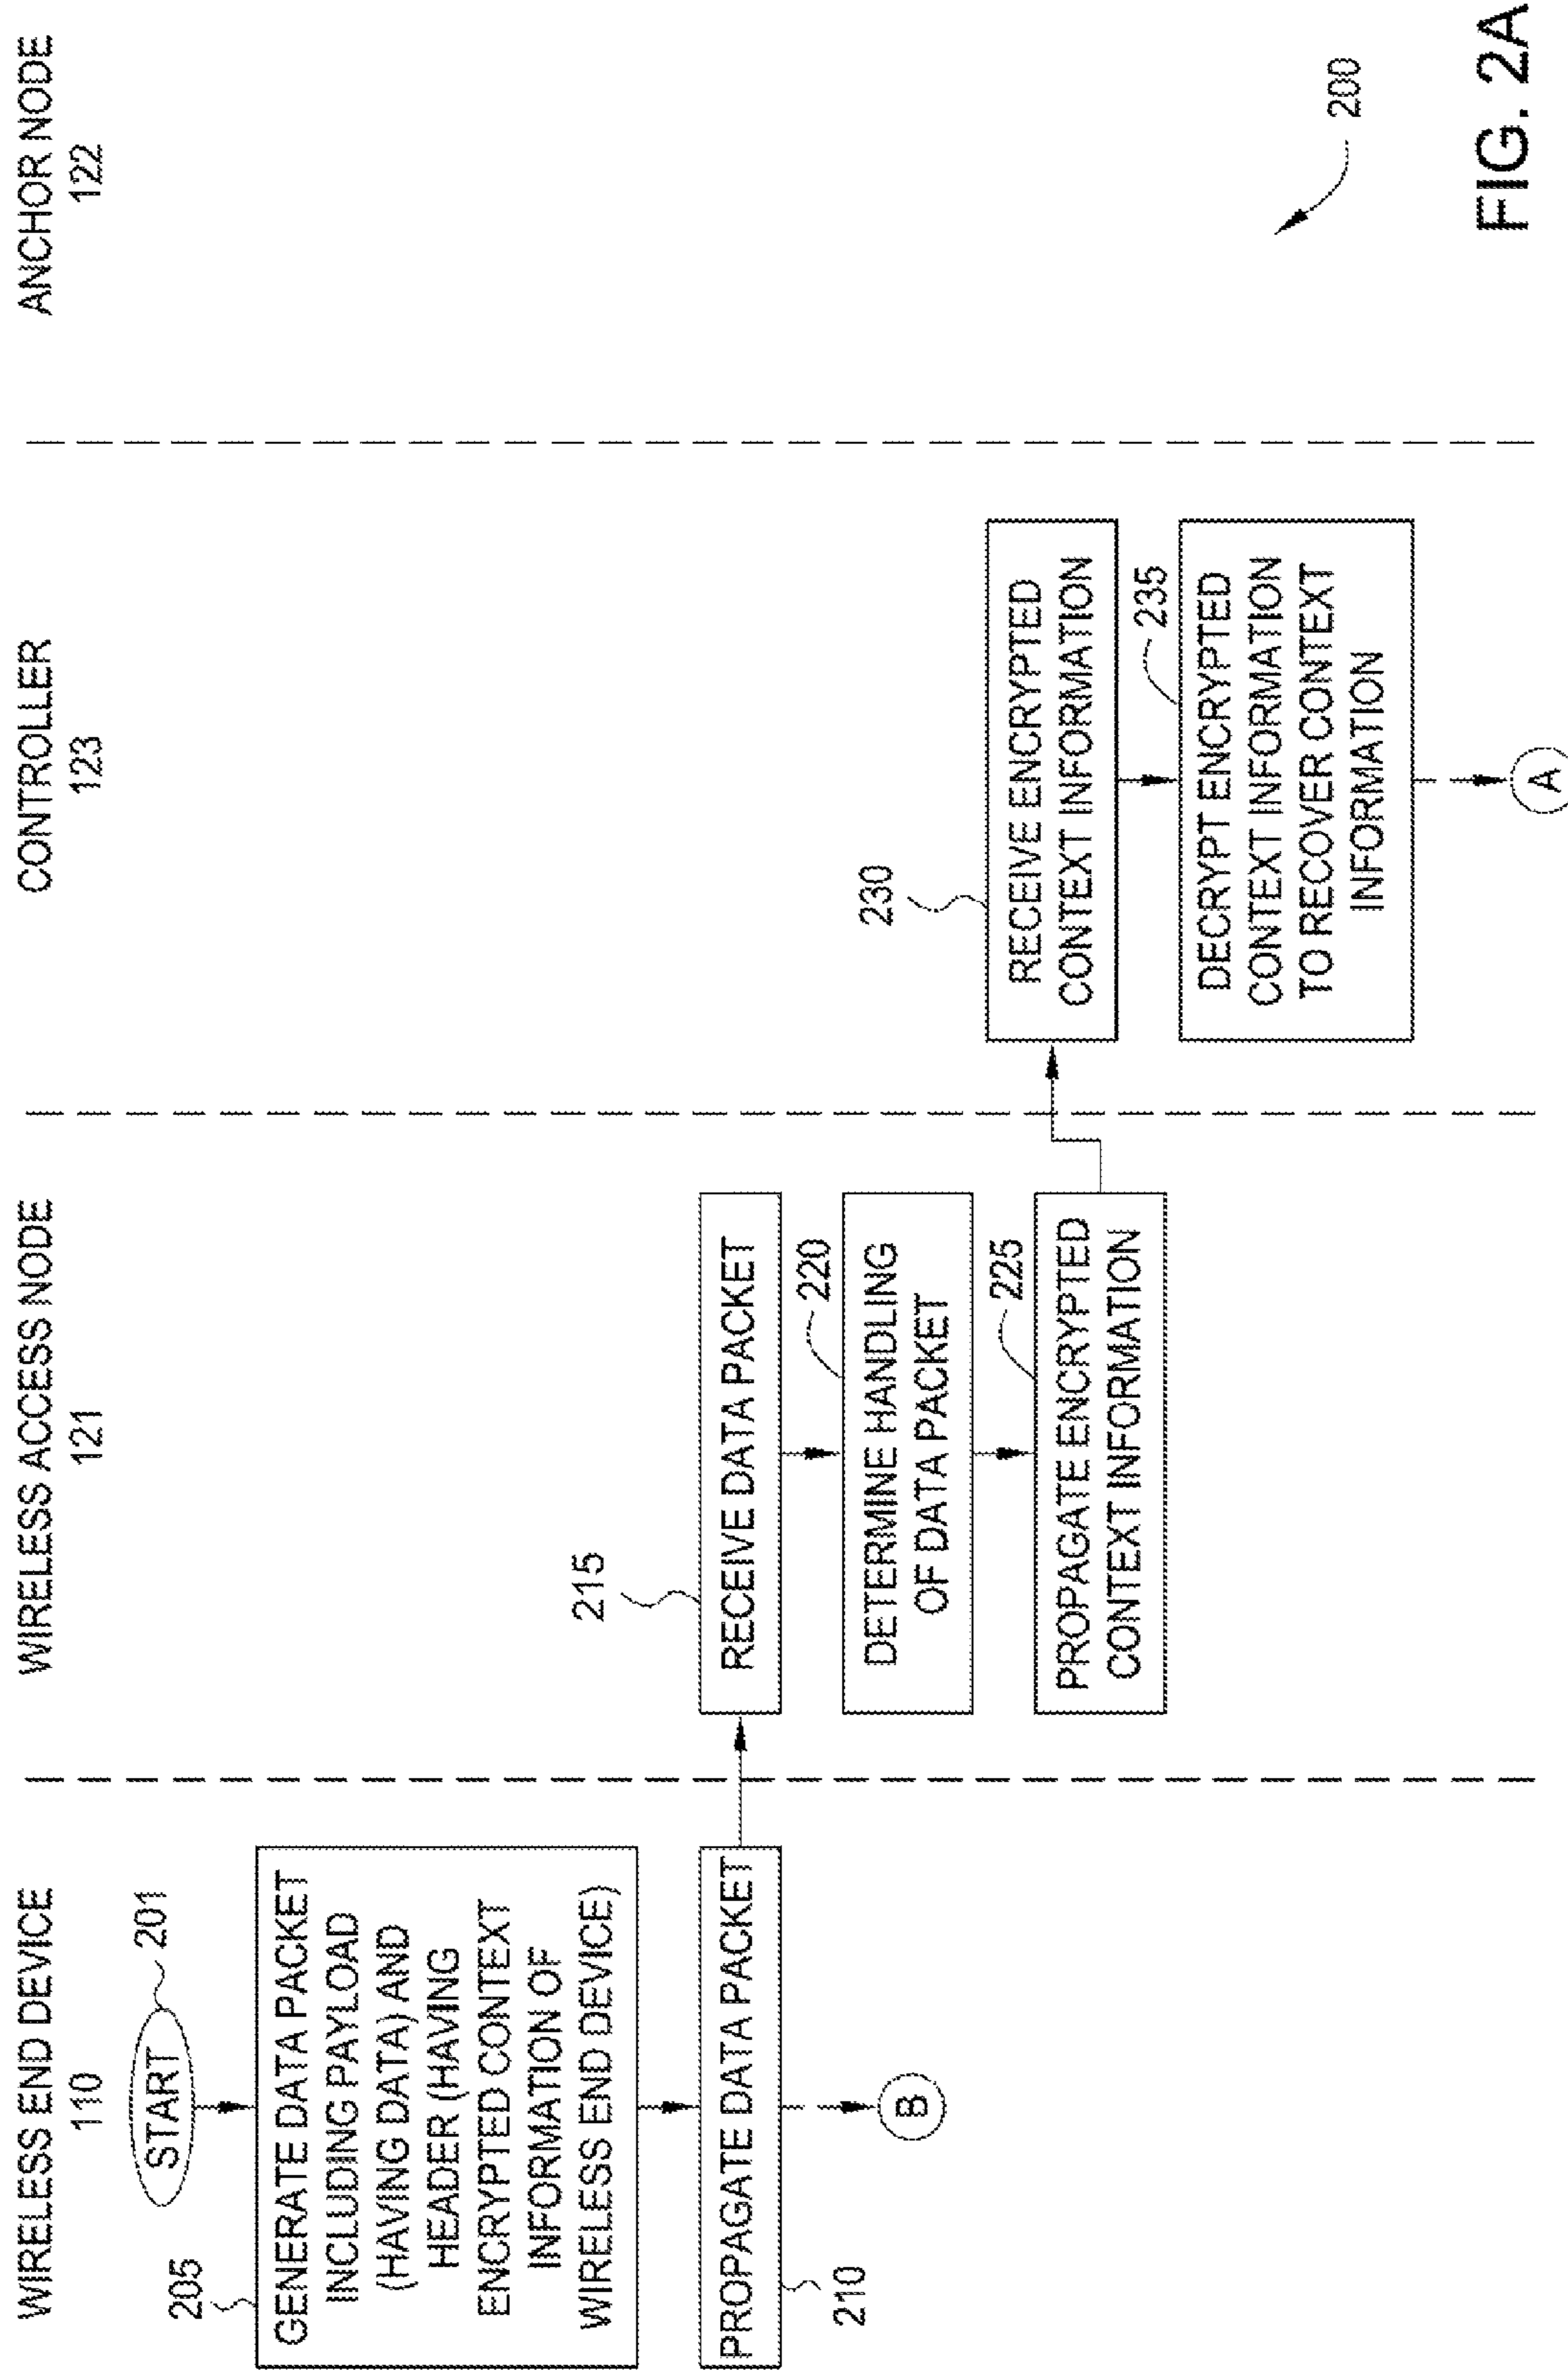 WIRELESS END DEVICE
110
WIRELESS ACCESS NODE
121
CONTROLLER
123
ANCHOR NODE
122
START
201
205
GENERATE DATA PACKET
INCLUDING PAYLOAD
(HAVING DATA) AND
HEADER (HAVING
ENCRYPTED CONTEXT
INFORMATION OF
WIRELESS END DEVICE)
PROPAGATE DATA PACKET
210
B
215
RECEIVE DATA PACKET
220
DETERMINE HANDLING
OF DATA PACKET
225
PROPAGATE ENCRYPTED
CONTEXT INFORMATION
230
RECEIVE ENCRYPTED
CONTEXT INFORMATION
235
DECRYPT ENCRYPTED
CONTEXT INFORMATION
TO RECOVER CONTEXT
INFORMATION
A
200
FIG. 2A